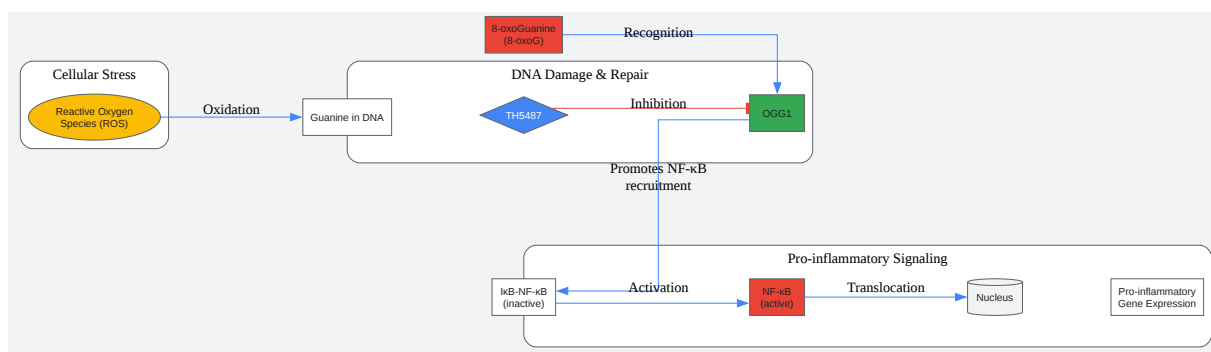 8-oxoGuanine
(8-oxoG)
Recognition
Cellular Stress
DNA Damage & Repair
Reactive Oxygen
Species (ROS)
Oxidation
Guanine in DNA
TH5487
Inhibition
OGG1
Promotes NF-κB
recruitment
Pro-inflammatory Signaling
IκB-NF-κB
(inactive)
Activation
NF-κB
(active)
Translocation
Nucleus
Pro-inflammatory
Gene Expression